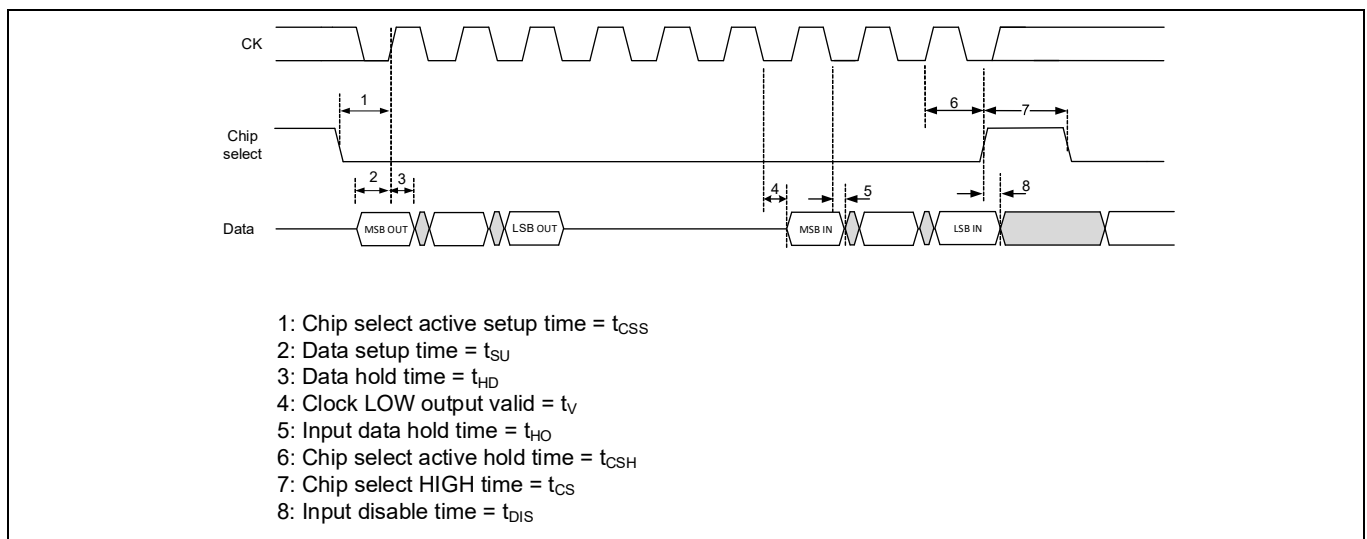 CK
1
6
7
Chip
select
2
3
4
5
8
Data
MSB OUT
LSB OUT
MSB IN
LSB IN
1: Chip select active setup time = tCSS
2: Data setup time = tSU
3: Data hold time = tHD
4: Clock LOW output valid = tV
5: Input data hold time = tHO
6: Chip select active hold time = tCSH
7: Chip select HIGH time = tCS
8: Input disable time = tDIS